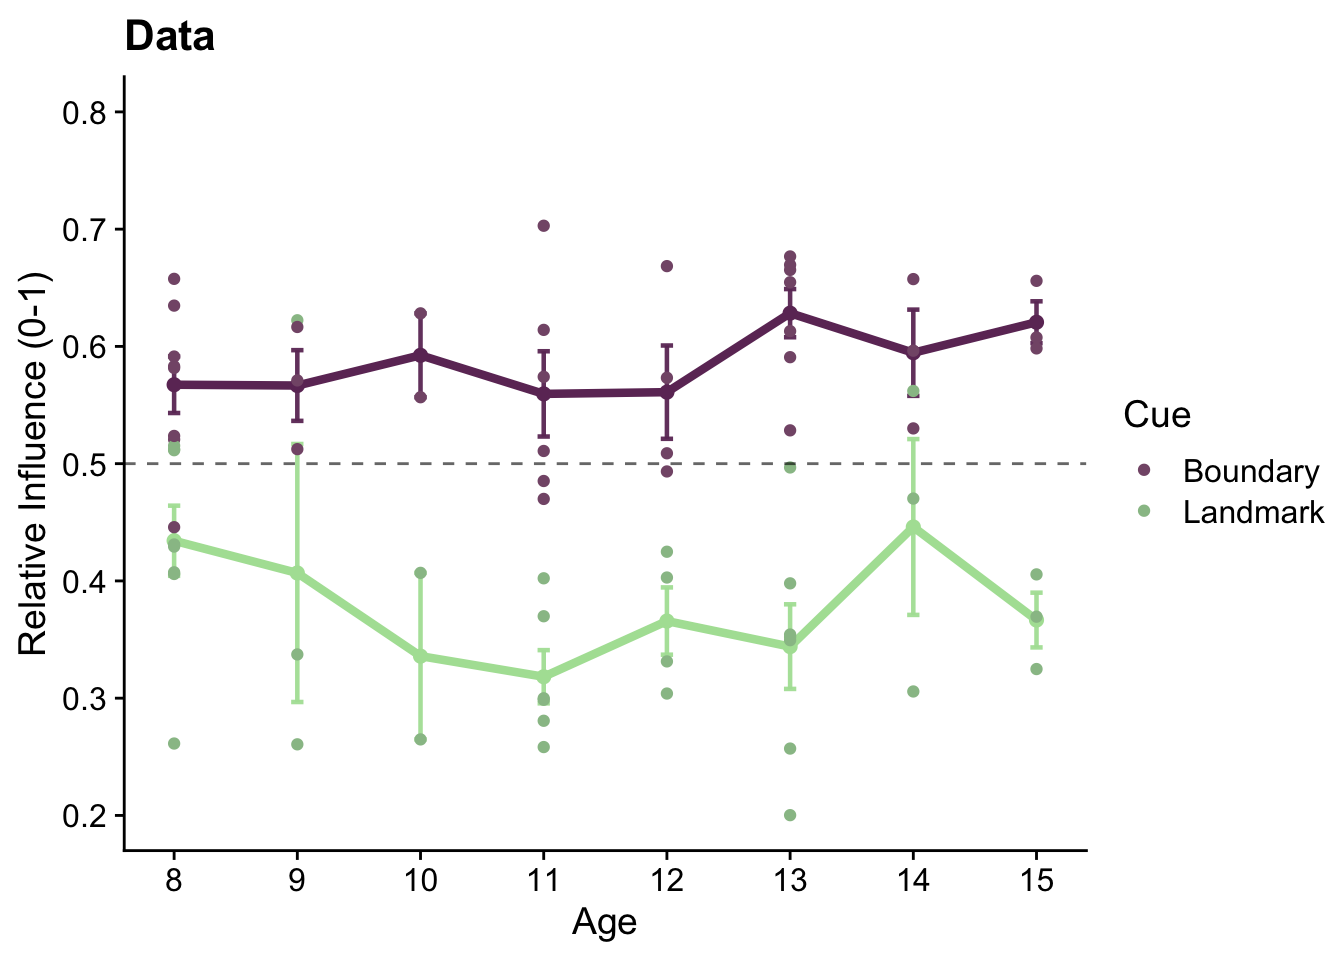 Data
Relative Influence (0-1)
0.8
0.7
0.6
0.5
0.4
0.3
0.2
8 9 10 11 12 13 14 15
Age
Cue
Boundary
Landmark